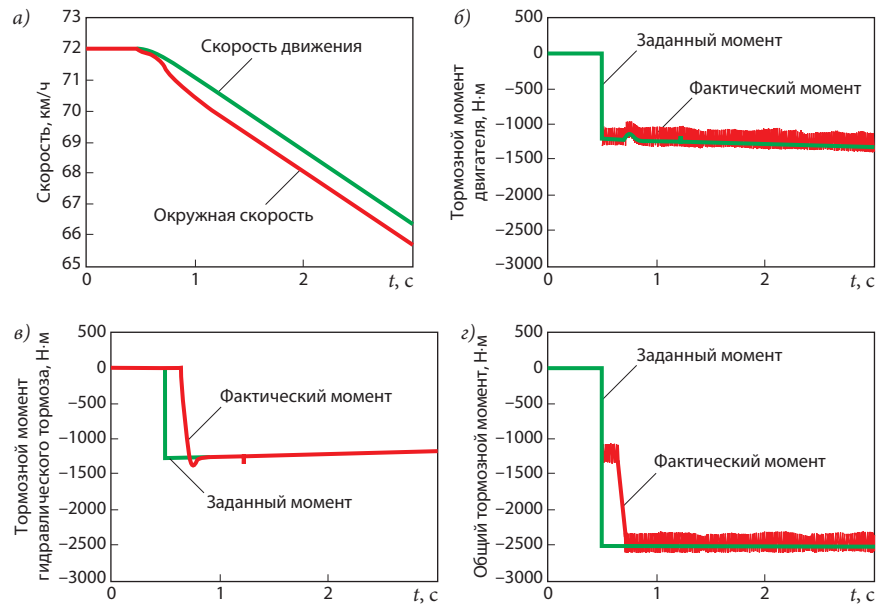 а)
Скорость, км/ч
73
72
71
70
69
68
67
66
65
0
1
2
t, с
Скорость движения
Окружная скорость
б)
Тормозной момент
двигателя, Н·м
500
0
−500
−1000
−1500
−2000
−2500
−3000
0
1
2
t, с
Заданный момент
Фактический момент
в)
Тормозной момент
гидравлического тормоза, Н·м
500
0
−500
−1000
−1500
−2000
−2500
−3000
0
1
2
t, с
Фактический момент
Заданный момент
г)
Общий тормозной момент, Н·м
500
0
−500
−1000
−1500
−2000
−2500
−3000
0
1
2
t, с
Заданный момент
Фактический момент